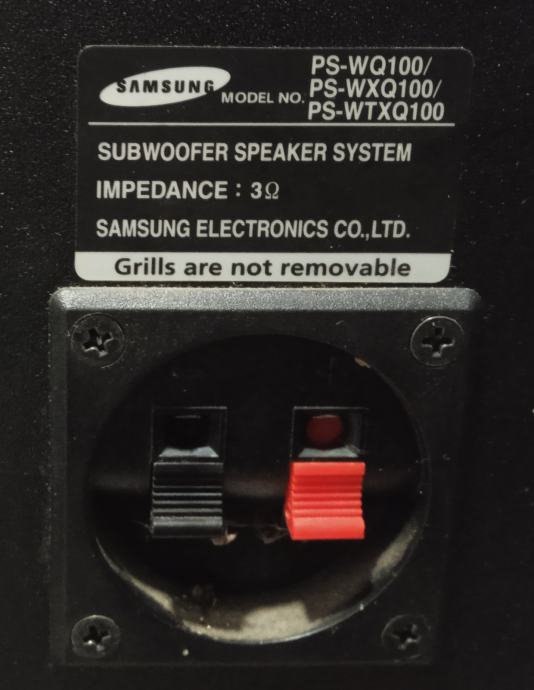 SAMSUNG MODEL NO. PS-WQ100/
PS-WXQ100/
PS-WTXQ100
SUBWOOFER SPEAKER SYSTEM
IMPEDANCE : 3Ω
SAMSUNG ELECTRONICS CO.,LTD.
Grills are not removable